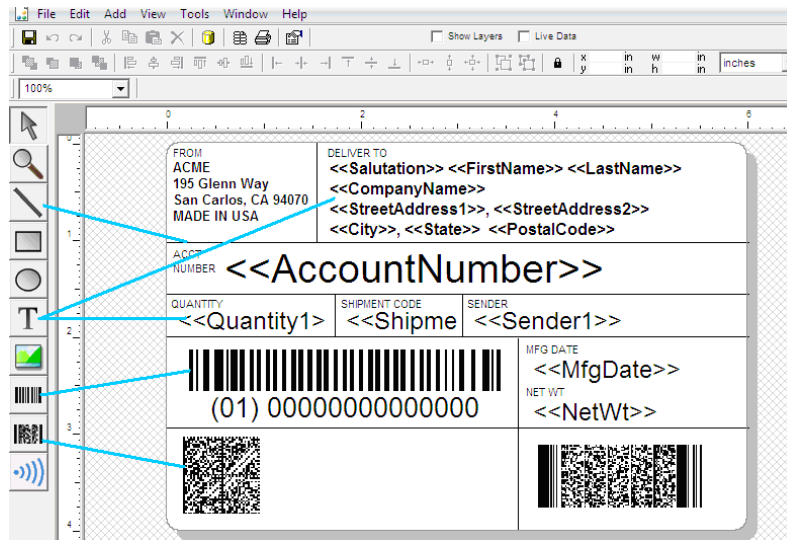 File Edit Add View Tools Window Help
Show Layers Live Data
x in w in inches
y in h in
100%
0 2 4 6
0
1
2
3
4
FROM
ACME
195 Glenn Way
San Carlos, CA 94070
MADE IN USA
DELIVER TO
<<Salutation>> <<FirstName>> <<LastName>>
<<CompanyName>>
<<StreetAddress1>>, <<StreetAddress2>>
<<City>>, <<State>> <<PostalCode>>
ACCT
NUMBER <<AccountNumber>>
QUANTITY
<<Quantity1>
SHIPMENT CODE
<<Shipme
SENDER
<<Sender1>>
(01) 00000000000000
MFG DATE
<<MfgDate>>
NET WT
<<NetWt>>
T